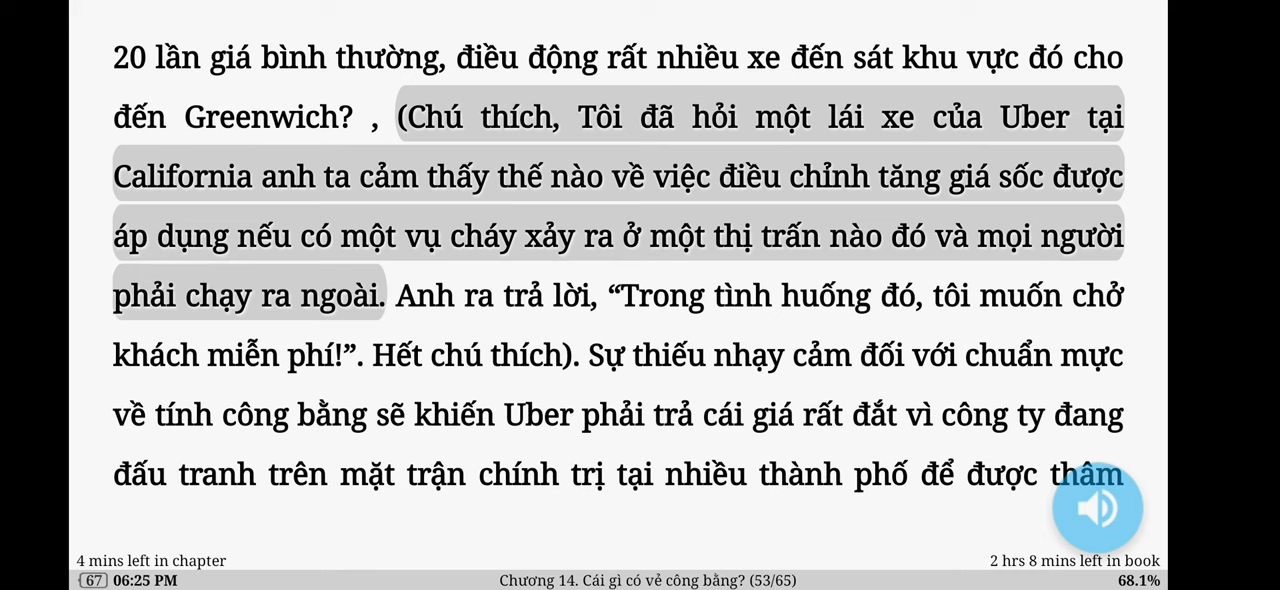 20 lần giá bình thường, điều động rất nhiều xe đến sát khu vực đó cho
đến Greenwich? , (Chú thích, Tôi đã hỏi một lái xe của Uber tại
California anh ta cảm thấy thế nào về việc điều chỉnh tăng giá sốc được
áp dụng nếu có một vụ cháy xảy ra ở một thị trấn nào đó và mọi người
phải chạy ra ngoài. Anh ra trả lời, “Trong tình huống đó, tôi muốn chở
khách miễn phí!”. Hết chú thích). Sự thiếu nhạy cảm đối với chuẩn mực
về tính công bằng sẽ khiến Uber phải trả cái giá rất đắt vì công ty đang
đấu tranh trên mặt trận chính trị tại nhiều thành phố để được thâm
4 mins left in chapter 2 hrs 8 mins left in book
67 06:25 PM Chương 14. Cái gì có vẻ công bằng? (53/65) 68.1%